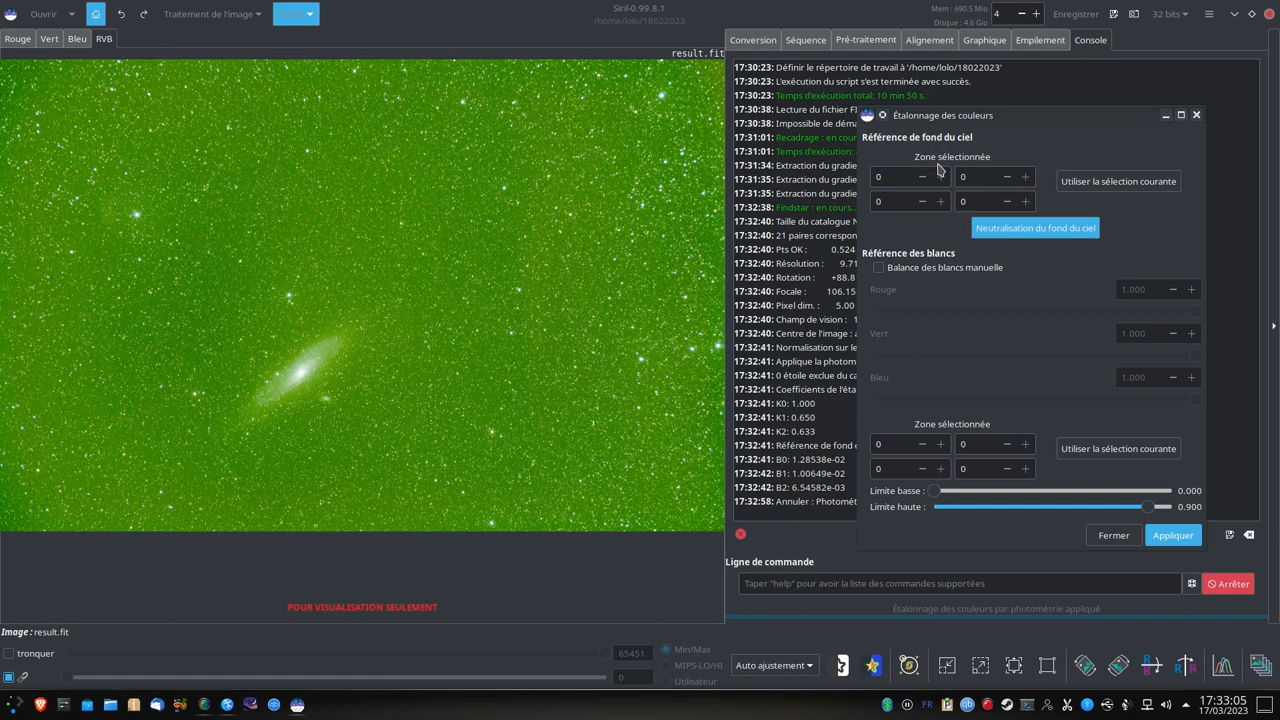 Ouvrir
Traitement de l'image
Siril-0.99.8.1
/home/lolo/18022023
Mem : 690.5 Mio
Disque : 4.6 Gio
4
Enregistrer
32 bits
Rouge
Vert
Bleu
RVB
result.fit
Conversion
Séquence
Pré-traitement
Alignement
Graphique
Empilement
Console
17:30:23: Définir le répertoire de travail à '/home/lolo/18022023'
17:30:23: L'exécution du script s'est terminée avec succès.
17:30:23: Temps d'exécution total: 10 min 50 s.
17:30:38: Lecture du fichier F
17:30:38: Impossible de déma
17:31:01: Recadrage : en cour
17:31:01: Temps d'exécution:
17:31:34: Extraction du gradie
17:31:35: Extraction du gradie
17:31:35: Extraction du gradie
17:32:38: Findstar : en cours..
17:32:40: Taille du catalogue N
17:32:40: 21 paires correspon
17:32:40: Pts OK : 0.524
17:32:40: Résolution : 9.71
17:32:40: Rotation : +88.8
17:32:40: Focale : 106.15
17:32:40: Pixel dim. : 5.00
17:32:40: Champ de vision : 1
17:32:40: Centre de l'image : a
17:32:40: Normalisation sur le
17:32:41: Applique la photom
17:32:41: 0 étoile exclue du ca
17:32:41: Coefficients de l'éta
17:32:41: K0: 1.000
17:32:41: K1: 0.650
17:32:41: K2: 0.633
17:32:41: Référence de fond c
17:32:41: B0: 1.28538e-02
17:32:42: B1: 1.00649e-02
17:32:42: B2: 6.54582e-03
17:32:58: Annuler : Photomét
Étalonnage des couleurs
Référence de fond du ciel
Zone sélectionnée
0
0
Utiliser la sélection courante
0
0
Neutralisation du fond du ciel
Référence des blancs
Balance des blancs manuelle
Rouge
1.000
Vert
1.000
Bleu
1.000
Zone sélectionnée
0
0
Utiliser la sélection courante
0
0
Limite basse :
0.000
Limite haute :
0.900
Fermer
Appliquer
Ligne de commande
Taper "help" pour avoir la liste des commandes supportées
Arrêter
Étalonnage des couleurs par photométrie appliqué
POUR VISUALISATION SEULEMENT
Image : result.fit
tronquer
65451
0
Min/Max
MIPS-LO/HI
Utilisateur
Auto ajustement
FR
17:33:05
17/03/2023